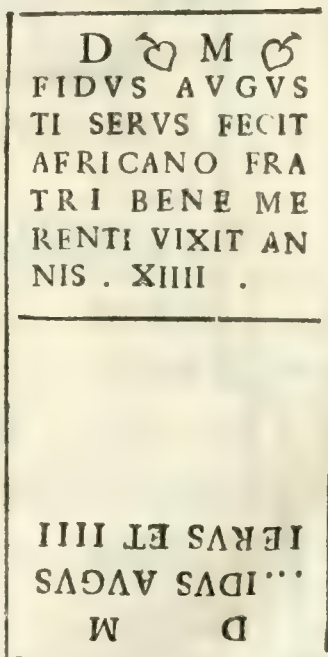 D M
FIDVS AVGVS
TI SERVS FECIT
AFRICANO FRA
TRI BENE ME
RENTI VIXIT AN
NIS . XIIII .
D M
...IDVS AVGVS
IERVS ET IIII